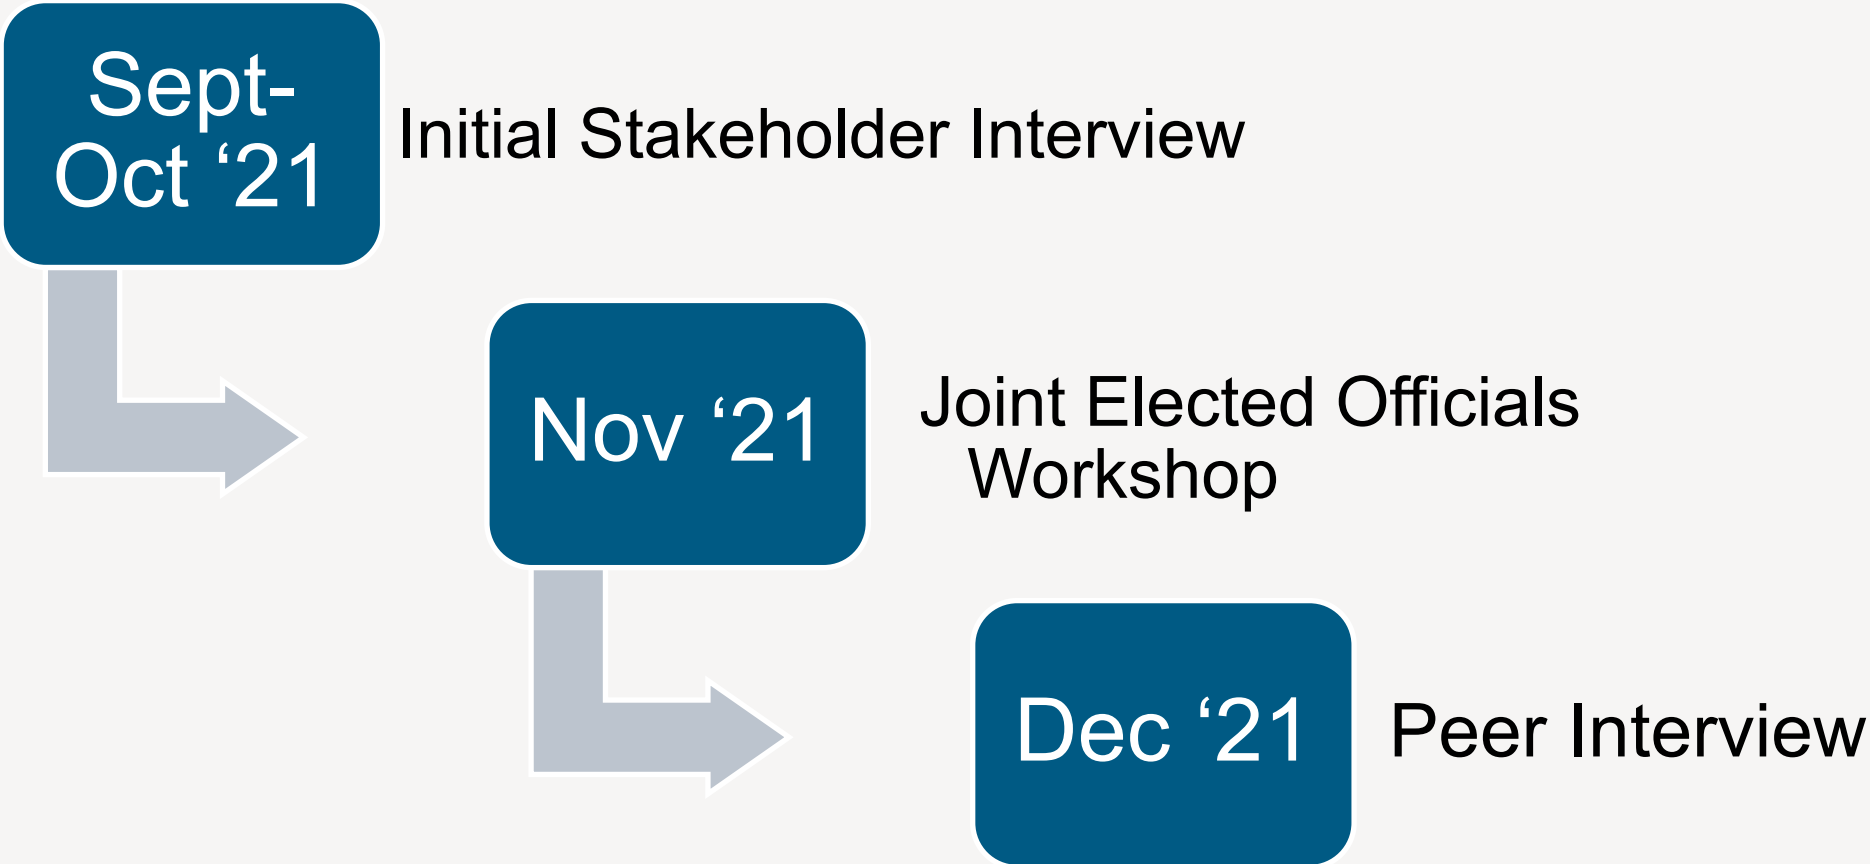 Sept-
Oct ‘21
Initial Stakeholder Interview
Nov ‘21
Joint Elected Officials
Workshop
Dec ‘21
Peer Interview